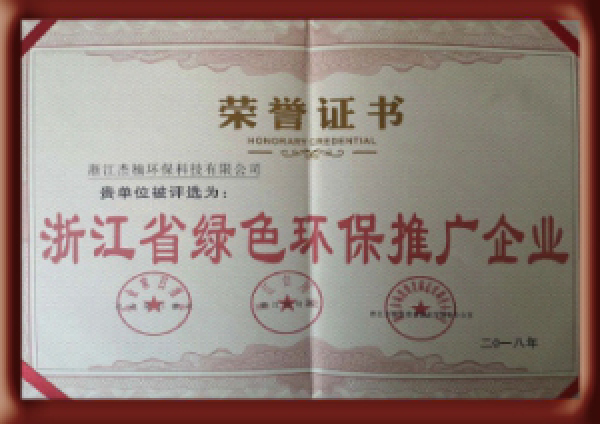 荣誉证书
HONORARY CREDENTIAL
浙江杰梅环保科技有限公司
贵单位被评选为：
浙江省绿色环保推广企业
二〇一八年